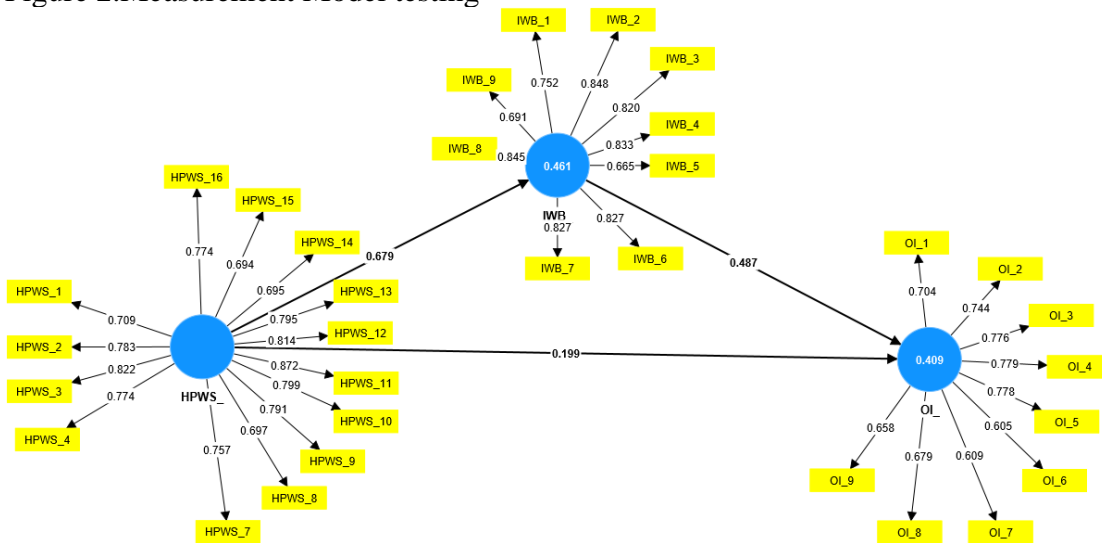 Figure 2.Measurement Model testing
IWB_1
IWB_2
IWB_3
IWB_9
0.752
0.848
0.820
0.691
IWB_4
0.833
IWB_8
0.845
0.461
0.665
IWB_5
HPWS_16
HPWS_15
IWB
0.827
0.827
IWB_7
IWB_6
HPWS_14
0.774
0.694
0.679
0.487
OI_1
OI_2
HPWS_1
0.695
HPWS_13
0.704
0.744
0.709
0.795
HPWS_12
OI_3
HPWS_2
0.783
0.814
0.776
0.199
0.409
0.779
OI_4
HPWS_3
0.822
0.872
HPWS_11
0.774
HPWS_
0.799
0.778
HPWS_4
0.791
HPWS_10
OI_
OI_5
0.757
0.697
0.658
0.679
0.609
0.605
HPWS_9
OI_9
OI_6
HPWS_8
HPWS_7
OI_8
OI_7